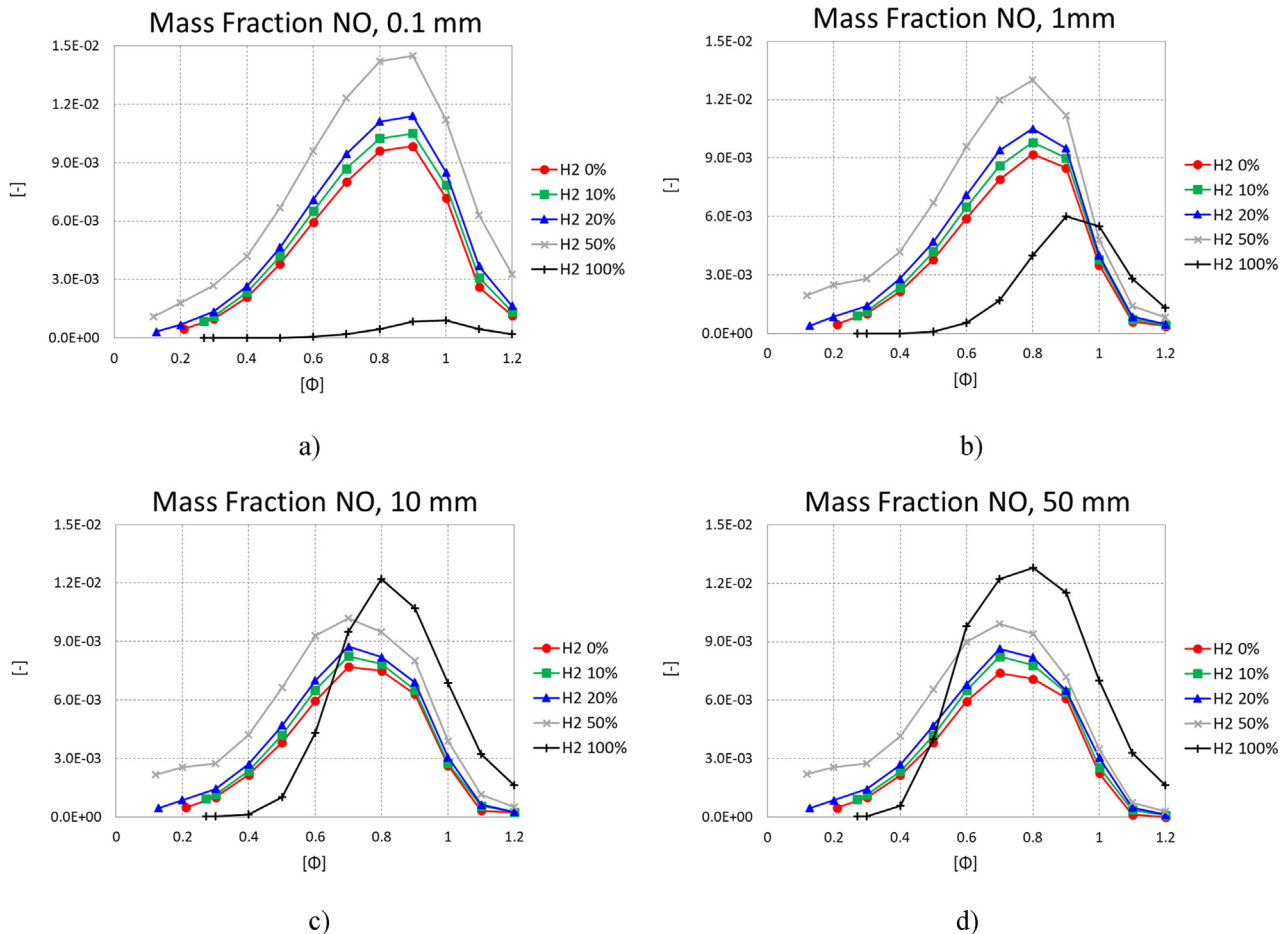 Mass Fraction NO, 0.1 mm
1.5E-02
1.2E-02
9.0E-03
6.0E-03
3.0E-03
0.0E+00
[-]
0 0.2 0.4 0.6 0.8 1 1.2
[Φ]
H2 0%
H2 10%
H2 20%
H2 50%
H2 100%
a)
Mass Fraction NO, 1mm
1.5E-02
1.2E-02
9.0E-03
6.0E-03
3.0E-03
0.0E+00
[-]
0 0.2 0.4 0.6 0.8 1 1.2
[Φ]
H2 0%
H2 10%
H2 20%
H2 50%
H2 100%
b)
Mass Fraction NO, 10 mm
1.5E-02
1.2E-02
9.0E-03
6.0E-03
3.0E-03
0.0E+00
[-]
0 0.2 0.4 0.6 0.8 1 1.2
[Φ]
H2 0%
H2 10%
H2 20%
H2 50%
H2 100%
c)
Mass Fraction NO, 50 mm
1.5E-02
1.2E-02
9.0E-03
6.0E-03
3.0E-03
0.0E+00
[-]
0 0.2 0.4 0.6 0.8 1 1.2
[Φ]
H2 0%
H2 10%
H2 20%
H2 50%
H2 100%
d)